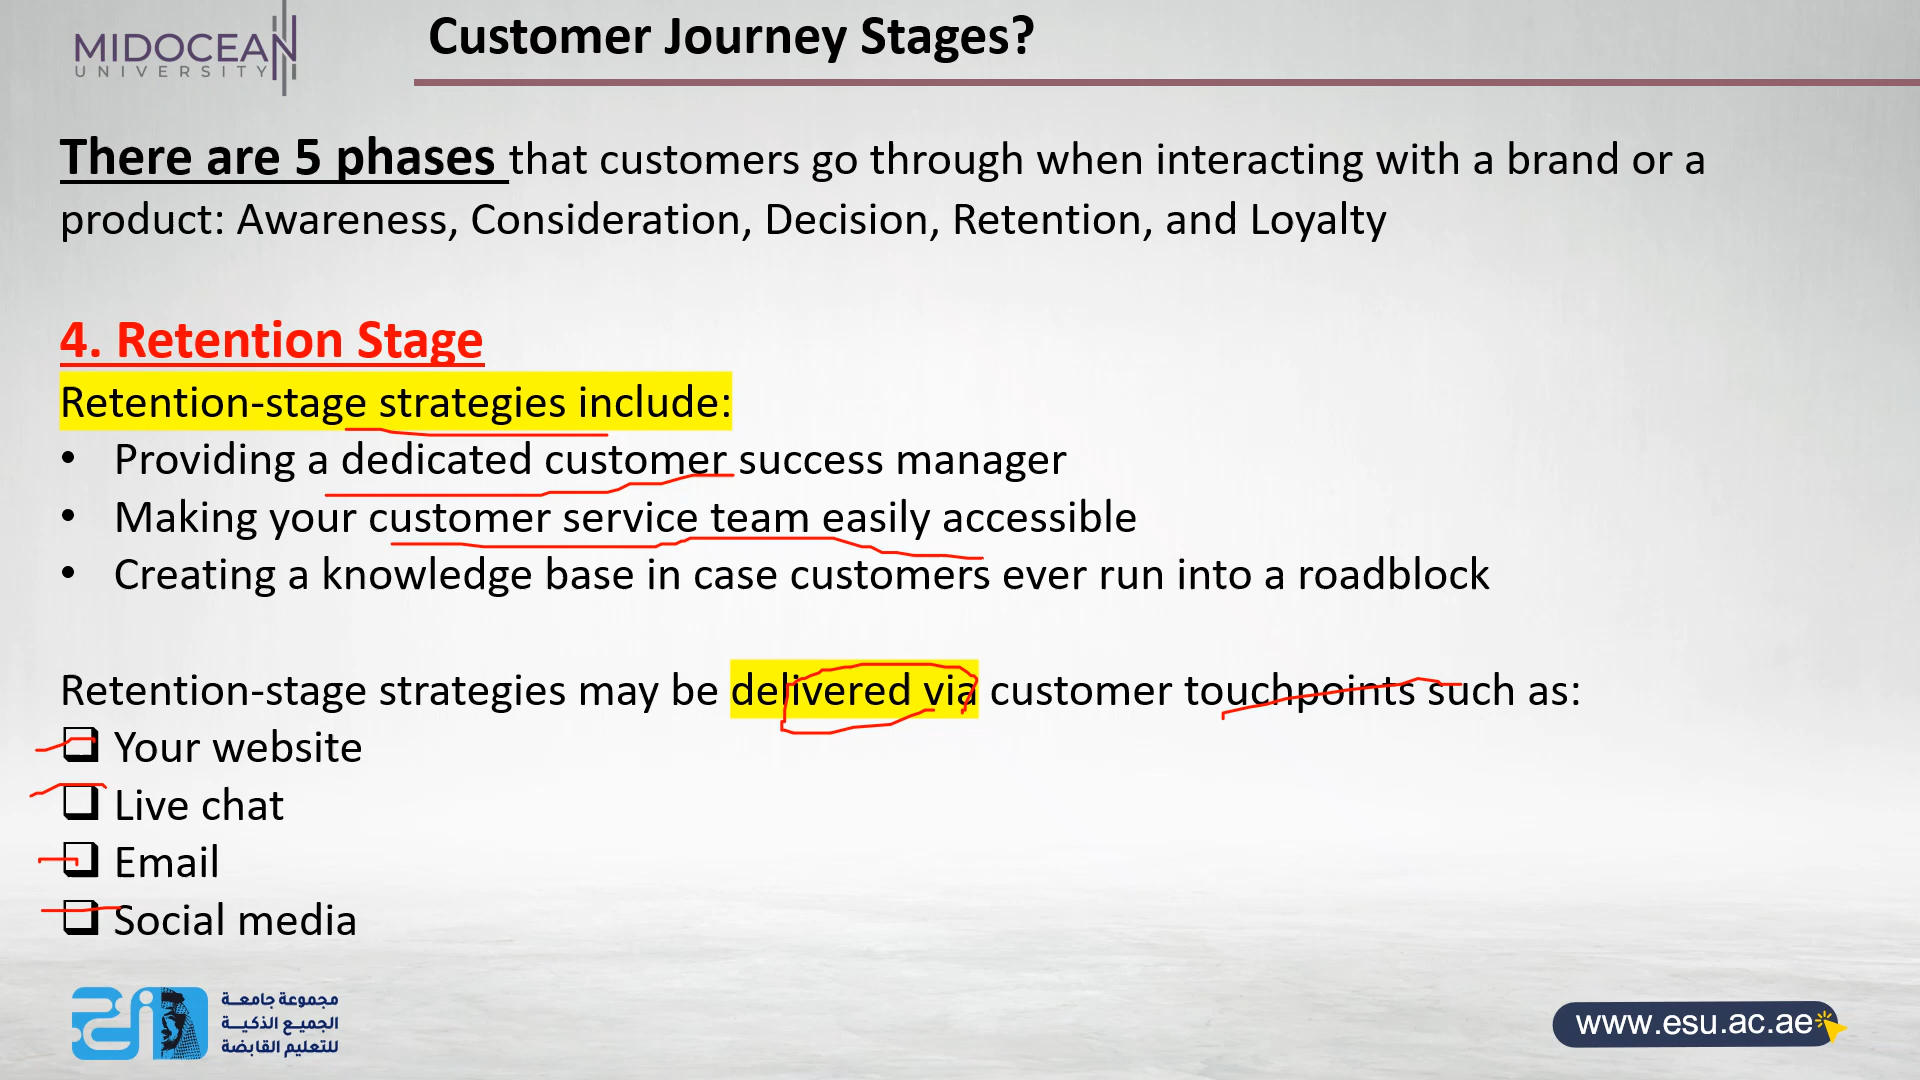 MIDOCEAN
UNIVERSITY
Customer Journey Stages?
There are 5 phases that customers go through when interacting with a brand or a
product: Awareness, Consideration, Decision, Retention, and Loyalty
4. Retention Stage
Retention-stage strategies include:
• Providing a dedicated customer success manager
• Making your customer service team easily accessible
• Creating a knowledge base in case customers ever run into a roadblock
Retention-stage strategies may be delivered via customer touchpoints such as:
❑ Your website
❑ Live chat
❑ Email
❑ Social media
مجموعة جامعة
الجميع الذكية
للتعليم القابضة
www.esu.ac.ae